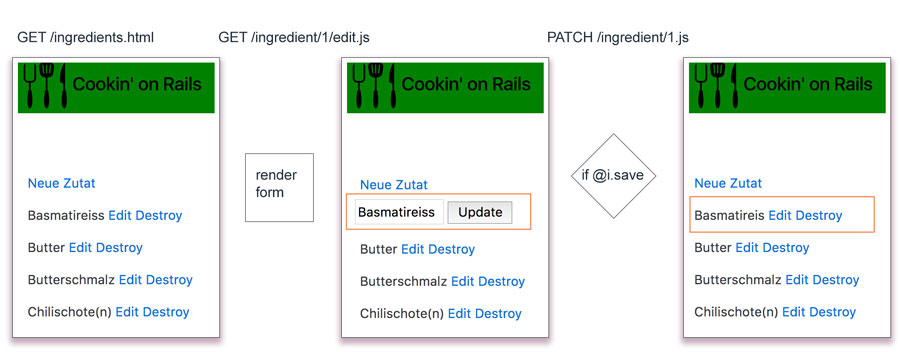 GET /ingredients.html
GET /ingredient/1/edit.js
PATCH /ingredient/1.js
Cookin' on Rails
Neue Zutat
Basmatireiss Edit Destroy
Butter Edit Destroy
Butterschmalz Edit Destroy
Chilischote(n) Edit Destroy
render
form
Cookin' on Rails
Neue Zutat
Basmatireiss Update
Butter Edit Destroy
Butterschmalz Edit Destroy
Chilischote(n) Edit Destroy
if @i.save
Cookin' on Rails
Neue Zutat
Basmatireis Edit Destroy
Butter Edit Destroy
Butterschmalz Edit Destroy
Chilischote(n) Edit Destroy